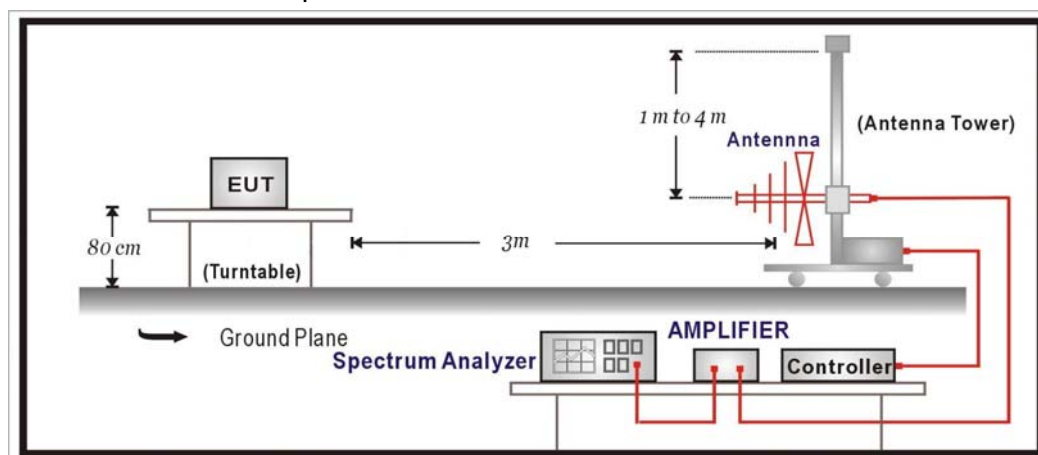 1 m to 4 m
(Antenna Tower)
Antennna
EUT
80 cm
3m
(Turntable)
Ground Plane
AMPLIFIER
Spectrum Analyzer
Controller